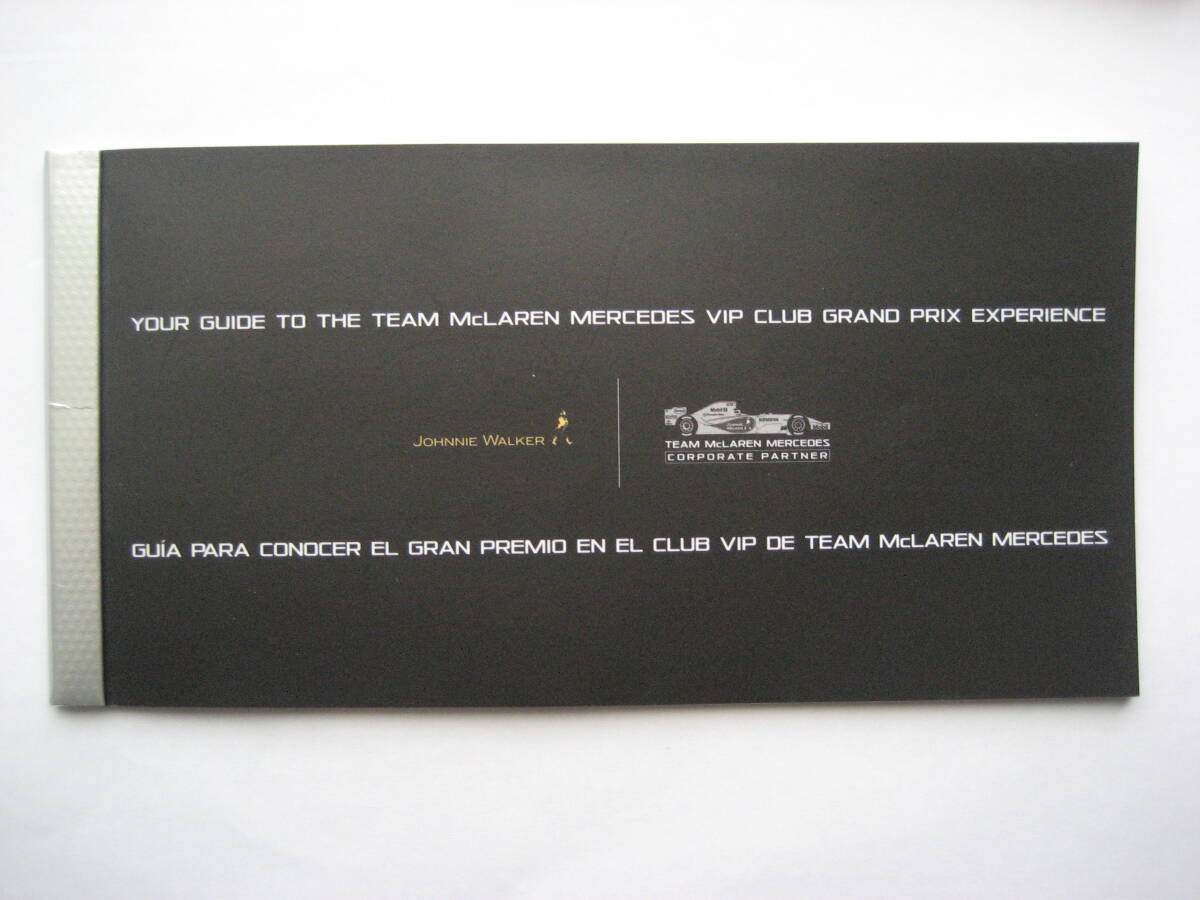 YOUR GUIDE TO THE TEAM McLAREN MERCEDES VIP CLUB GRAND PRIX EXPERIENCE
JOHNNIE WALKER
TEAM McLAREN MERCEDES
CORPORATE PARTNER
GUÍA PARA CONOCER EL GRAN PREMIO EN EL CLUB VIP DE TEAM McLAREN MERCEDES